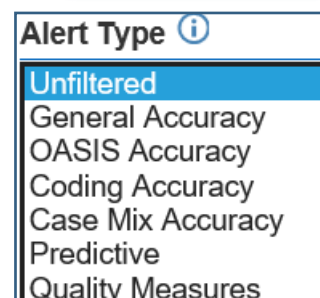 Alert Type
Unfiltered
General Accuracy
OASIS Accuracy
Coding Accuracy
Case Mix Accuracy
Predictive
Quality Measures